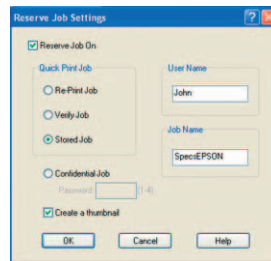 Reserve Job Settings
Reserve Job On
Quick Print Job
Re-Print Job
Verify Job
Stored Job
Confidential Job
Password
(1-4)
Create a thumbnail
User Name
John
Job Name
SpecsEPSON
OK
Cancel
Help